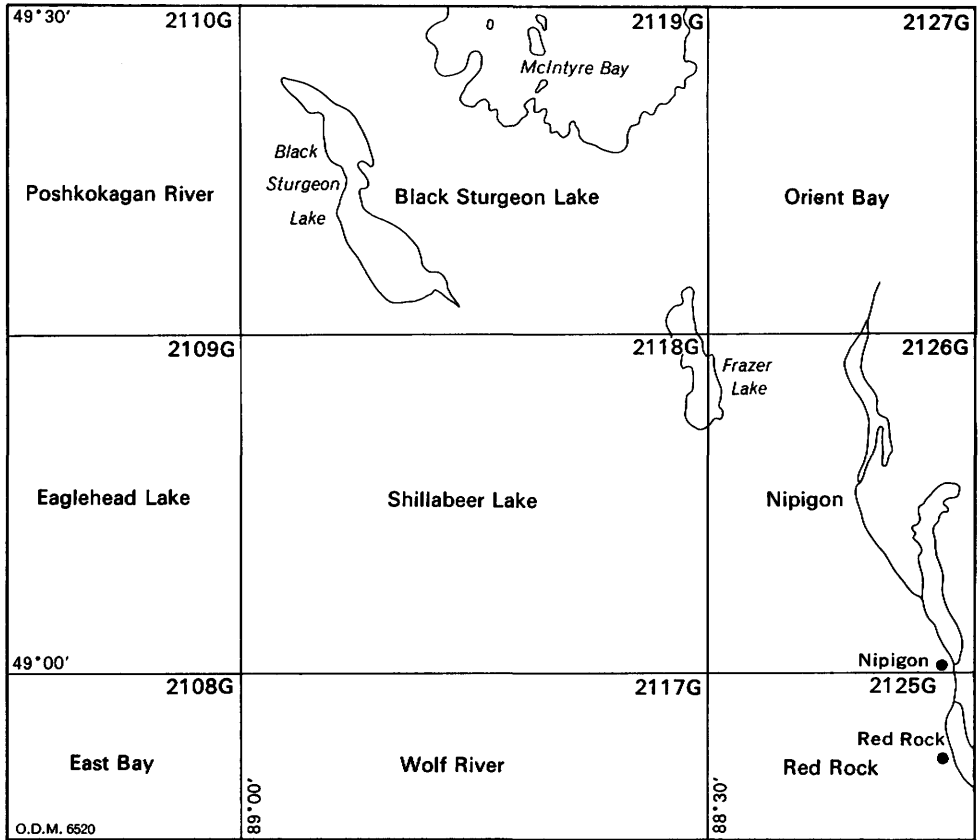 49°30'
2110G
2119G
2127G
McIntyre Bay
Black
Sturgeon
Lake
Poshkokagan River
Black Sturgeon Lake
Orient Bay
2109G
2118G
2126G
Frazer
Lake
Eaglehead Lake
Shillabeer Lake
Nipigon
49°00'
Nipigon
2108G
2117G
2125G
Red Rock
East Bay
Wolf River
Red Rock
89°00'
88°30'
O.D.M. 6520